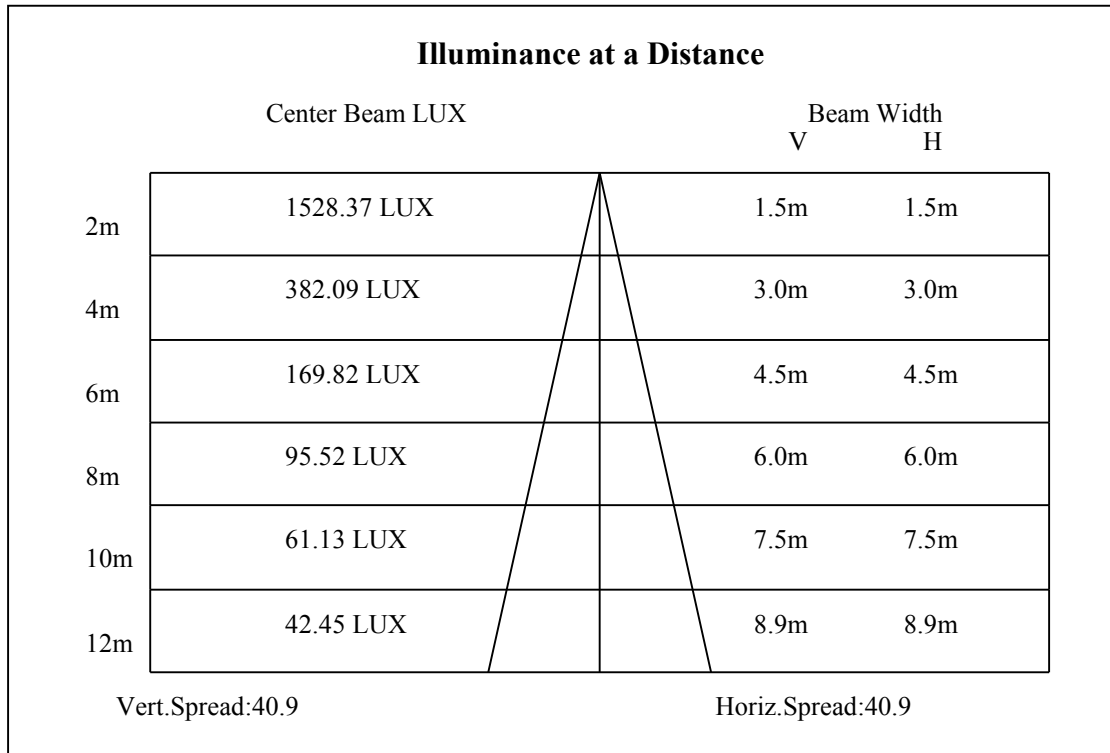 Illuminance at a Distance
Center Beam LUX Beam Width
V H
2m 1528.37 LUX 1.5m 1.5m
4m 382.09 LUX 3.0m 3.0m
6m 169.82 LUX 4.5m 4.5m
8m 95.52 LUX 6.0m 6.0m
10m 61.13 LUX 7.5m 7.5m
12m 42.45 LUX 8.9m 8.9m
Vert.Spread:40.9 Horiz.Spread:40.9